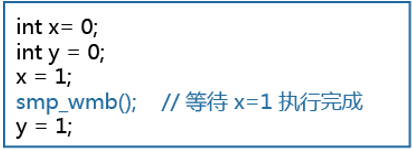 int x= 0;
int y = 0;
x = 1;
smp_wmb();    // 等待 x=1 执行完成
y = 1;